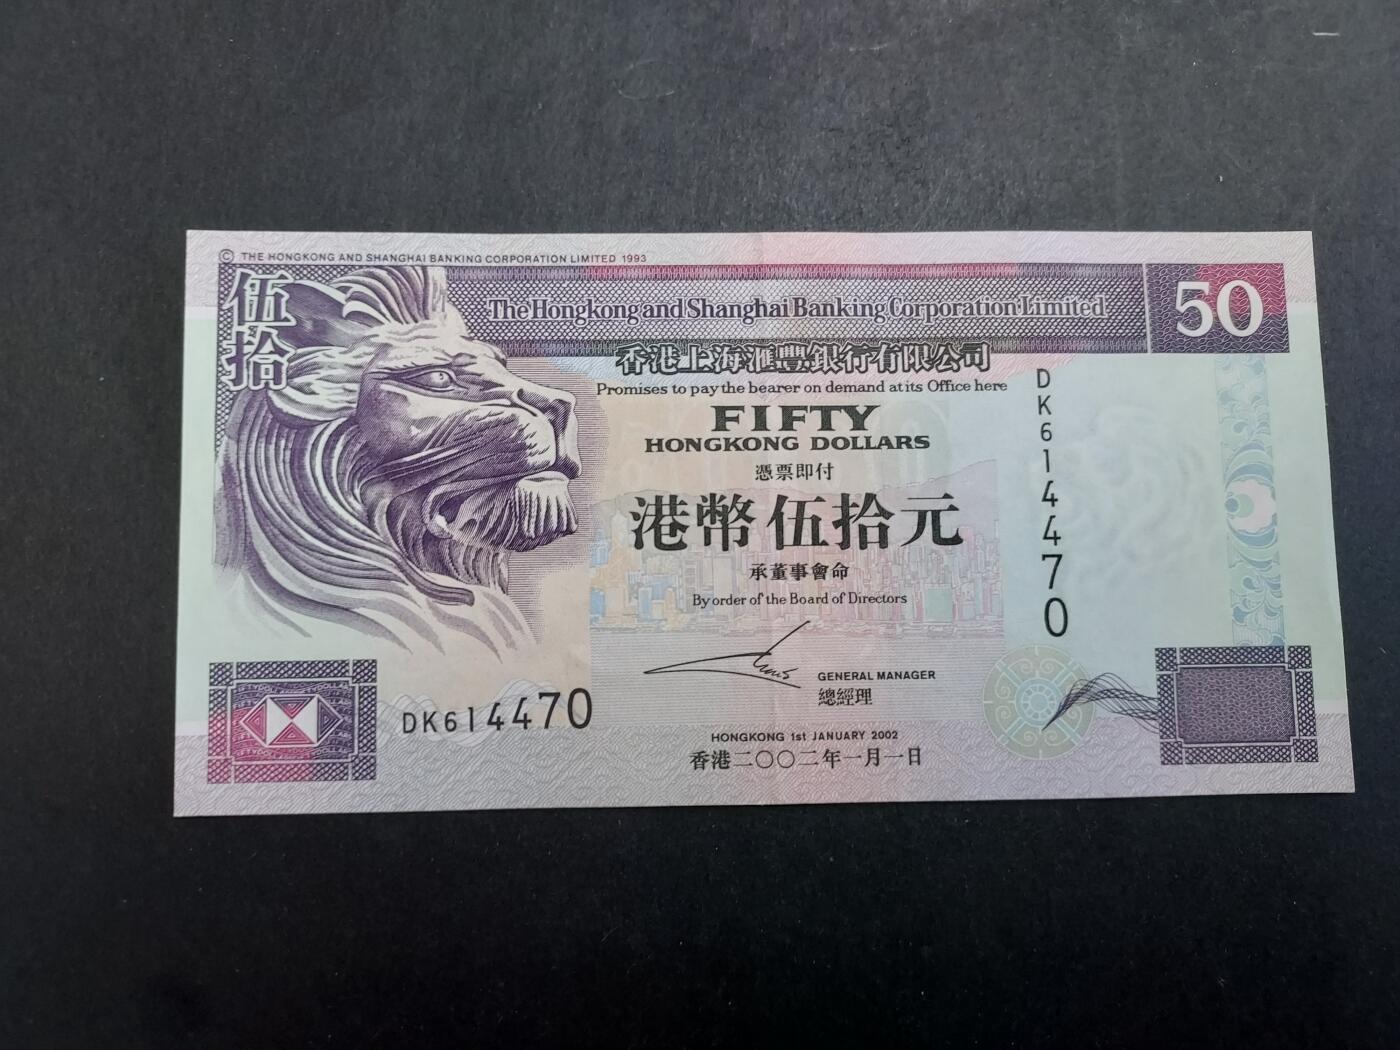 © THE HONGKONG AND SHANGHAI BANKING CORPORATION LIMITED 1993
伍拾
The Hongkong and Shanghai Banking Corporation Limited
50
香港上海滙豐銀行有限公司
Promises to pay the bearer on demand at its Office here
FIFTY
HONGKONG DOLLARS
憑票即付
港幣伍拾元
承董事會命
By order of the Board of Directors
DK614470
GENERAL MANAGER
總經理
DK614470
HONGKONG 1st JANUARY 2002
香港二〇〇二年一月一日